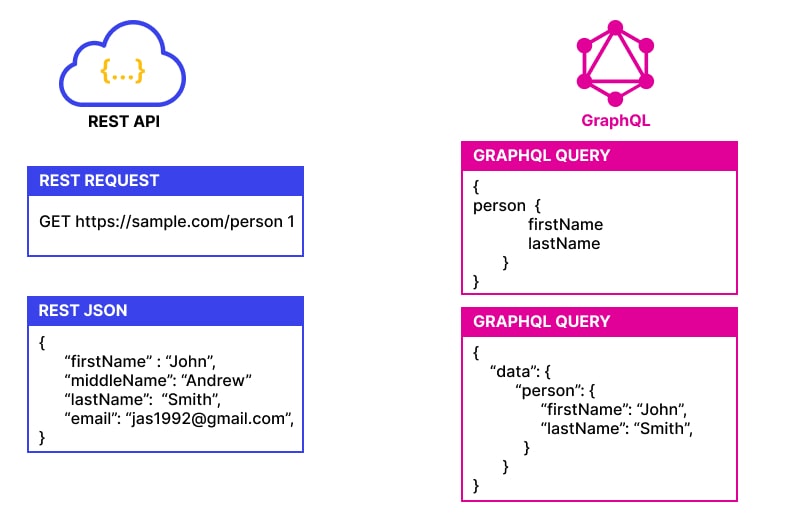 {...}
REST API
REST REQUEST
GET https://sample.com/person 1
REST JSON
{
“firstName” : “John”,
“middleName”: “Andrew”
“lastName”:  “Smith”,
“email”: “jas1992@gmail.com”,
}
GraphQL
GRAPHQL QUERY
{
person  {
firstName
lastName
}
}
GRAPHQL QUERY
{
“data”: {
“person”: {
“firstName”: “John”,
“lastName”: “Smith”,
}
}
}